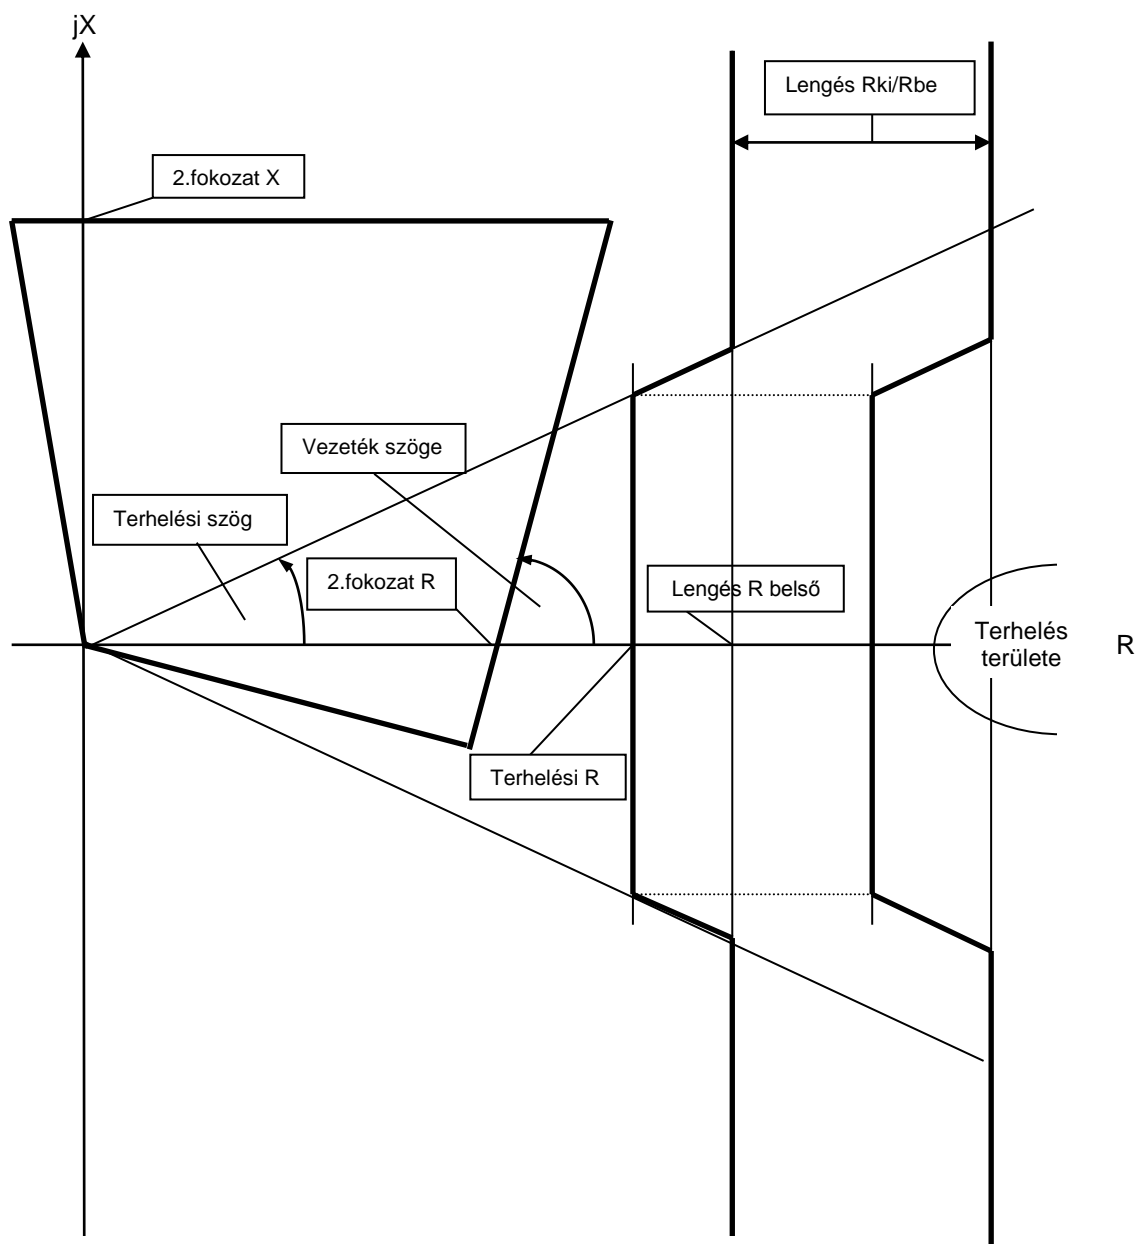 jX
Lengés Rki/Rbe
2.fokozat X
Vezeték szöge
Terhelési szög
2.fokozat R
Lengés R belső
Terhelés
területe
R
Terhelési R